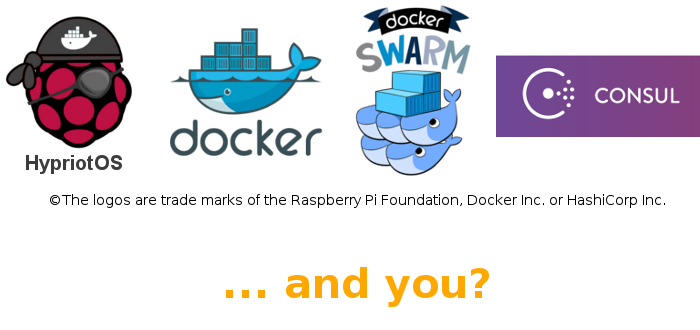 docker
SWARM
docker
CONSUL
HypriotOS
©The logos are trade marks of the Raspberry Pi Foundation, Docker Inc. or HashiCorp Inc.
... and you?